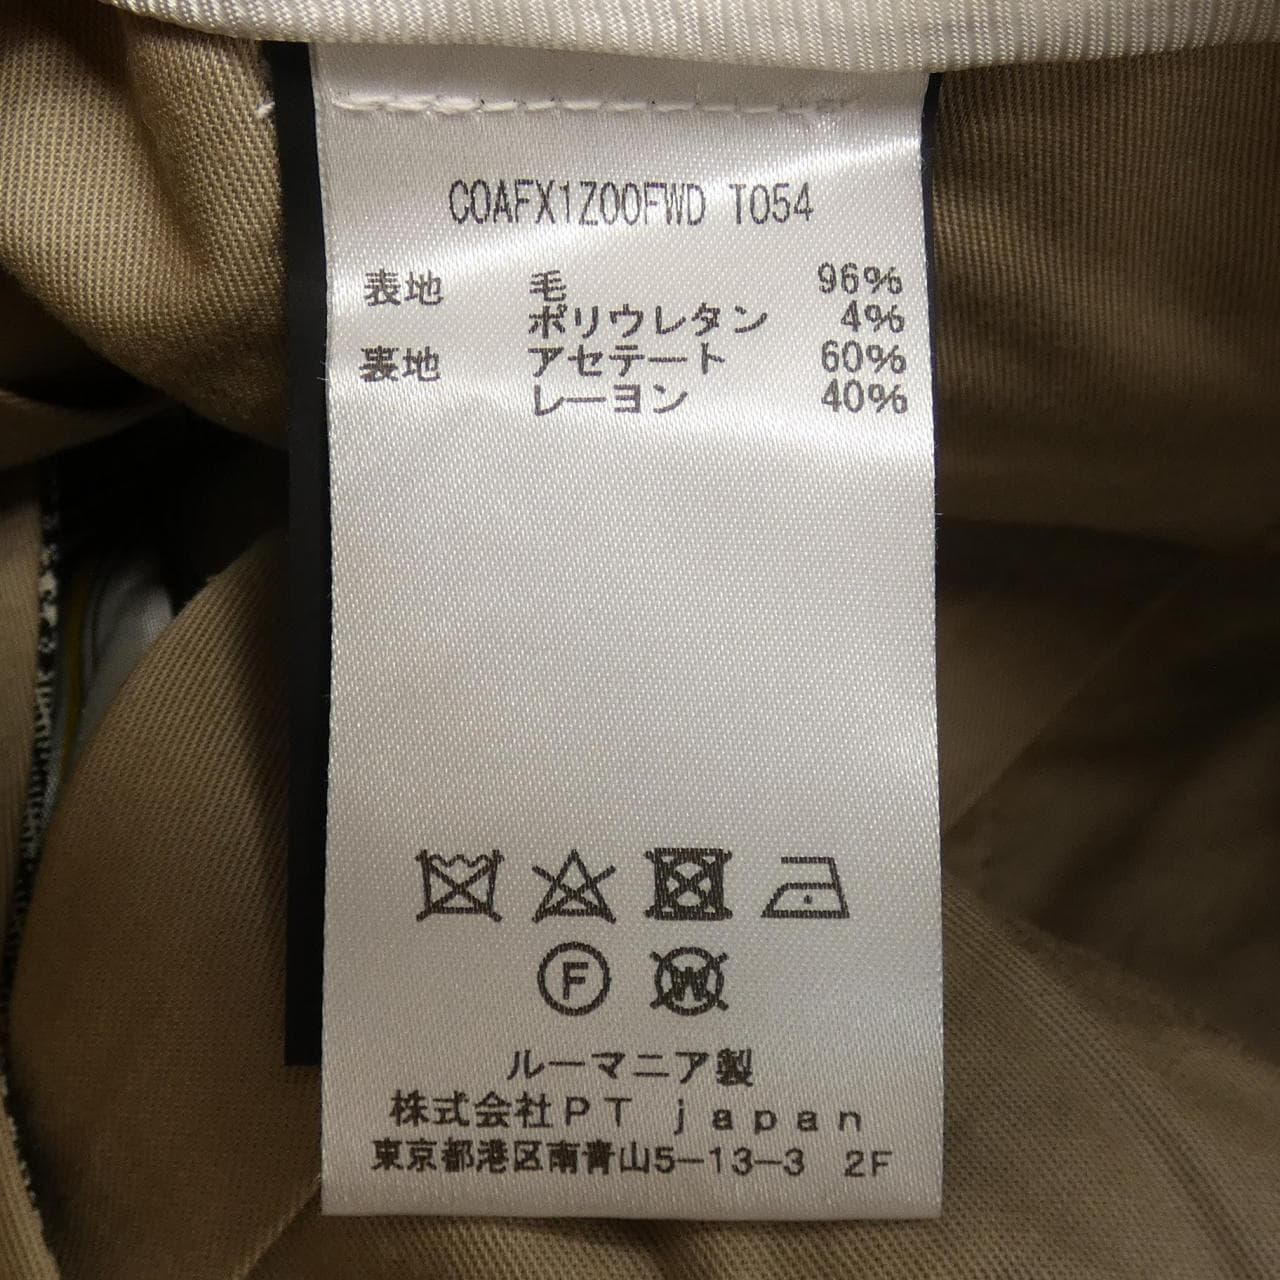 COAFX1Z00FWD T054
表地 毛 96%
ポリウレタン 4%
裏地 アセテート 60%
レーヨン 40%
F W
ルーマニア製
株式会社PT japan
東京都港区南青山5-13-3 2F